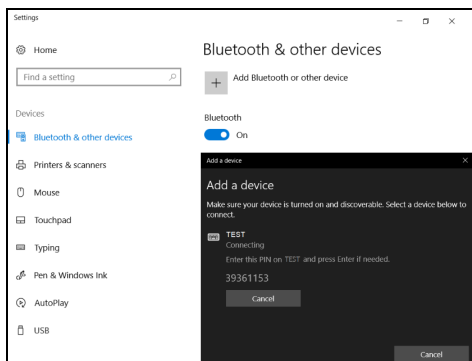 Settings
Home
Find a setting
Devices
Bluetooth & other devices
Printers & scanners
Mouse
Touchpad
Typing
Pen & Windows Ink
AutoPlay
USB
Bluetooth & other devices
Add Bluetooth or other device
Bluetooth
On
Add a device
Add a device
Make sure your device is turned on and discoverable. Select a device below to
connect.
TEST
Connecting
Enter this PIN on TEST and press Enter if needed.
39361153
Cancel
Cancel